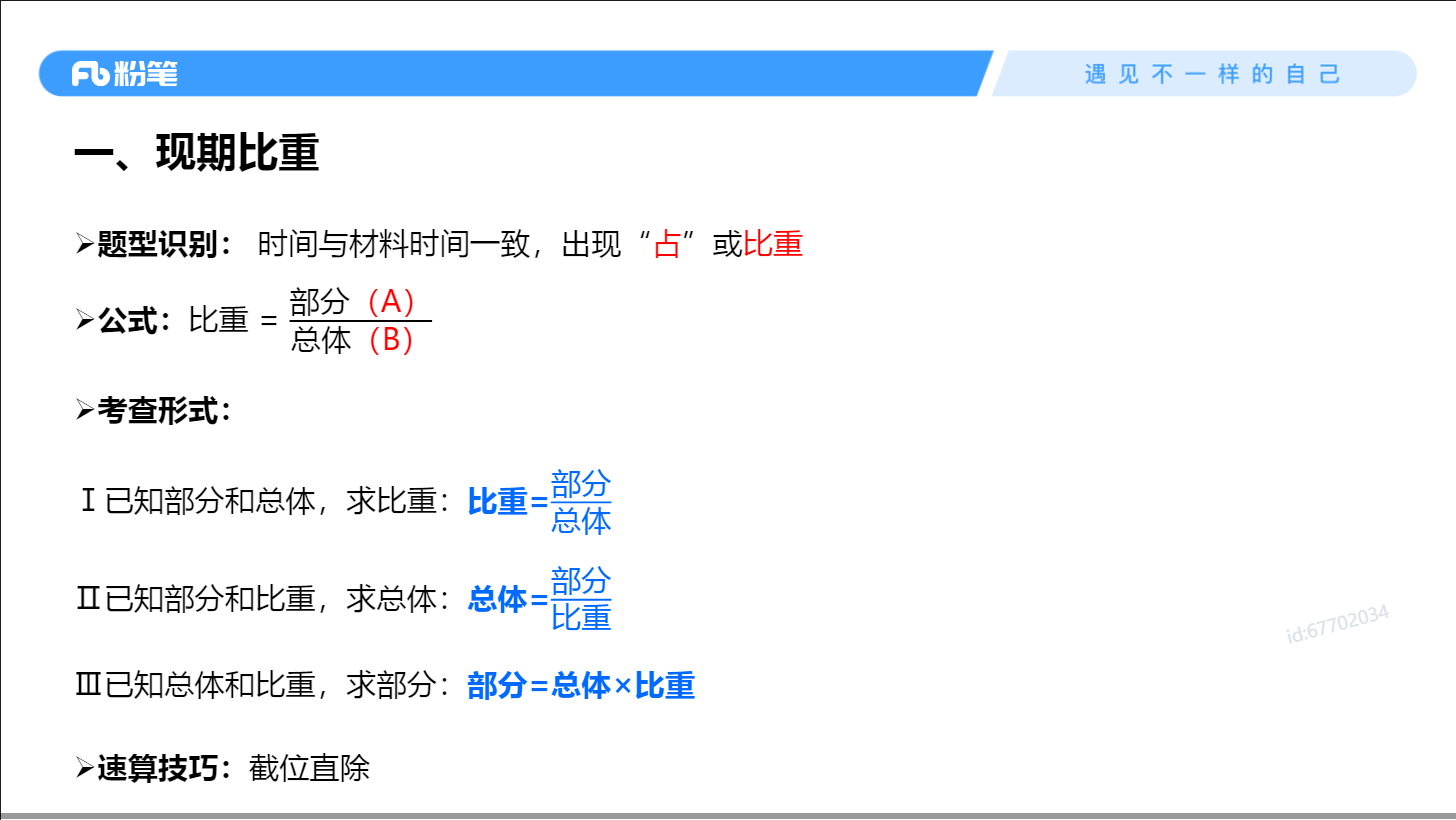 粉笔
遇见不一样的自己
一、现期比重
➢题型识别： 时间与材料时间一致，出现“占”或比重
➢公式：比重 = 部分（A）/总体（B）
➢考查形式：
Ⅰ已知部分和总体，求比重：比重=部分/总体
Ⅱ已知部分和比重，求总体：总体=部分/比重
Ⅲ已知总体和比重，求部分：部分=总体×比重
➢速算技巧：截位直除
id:67702034